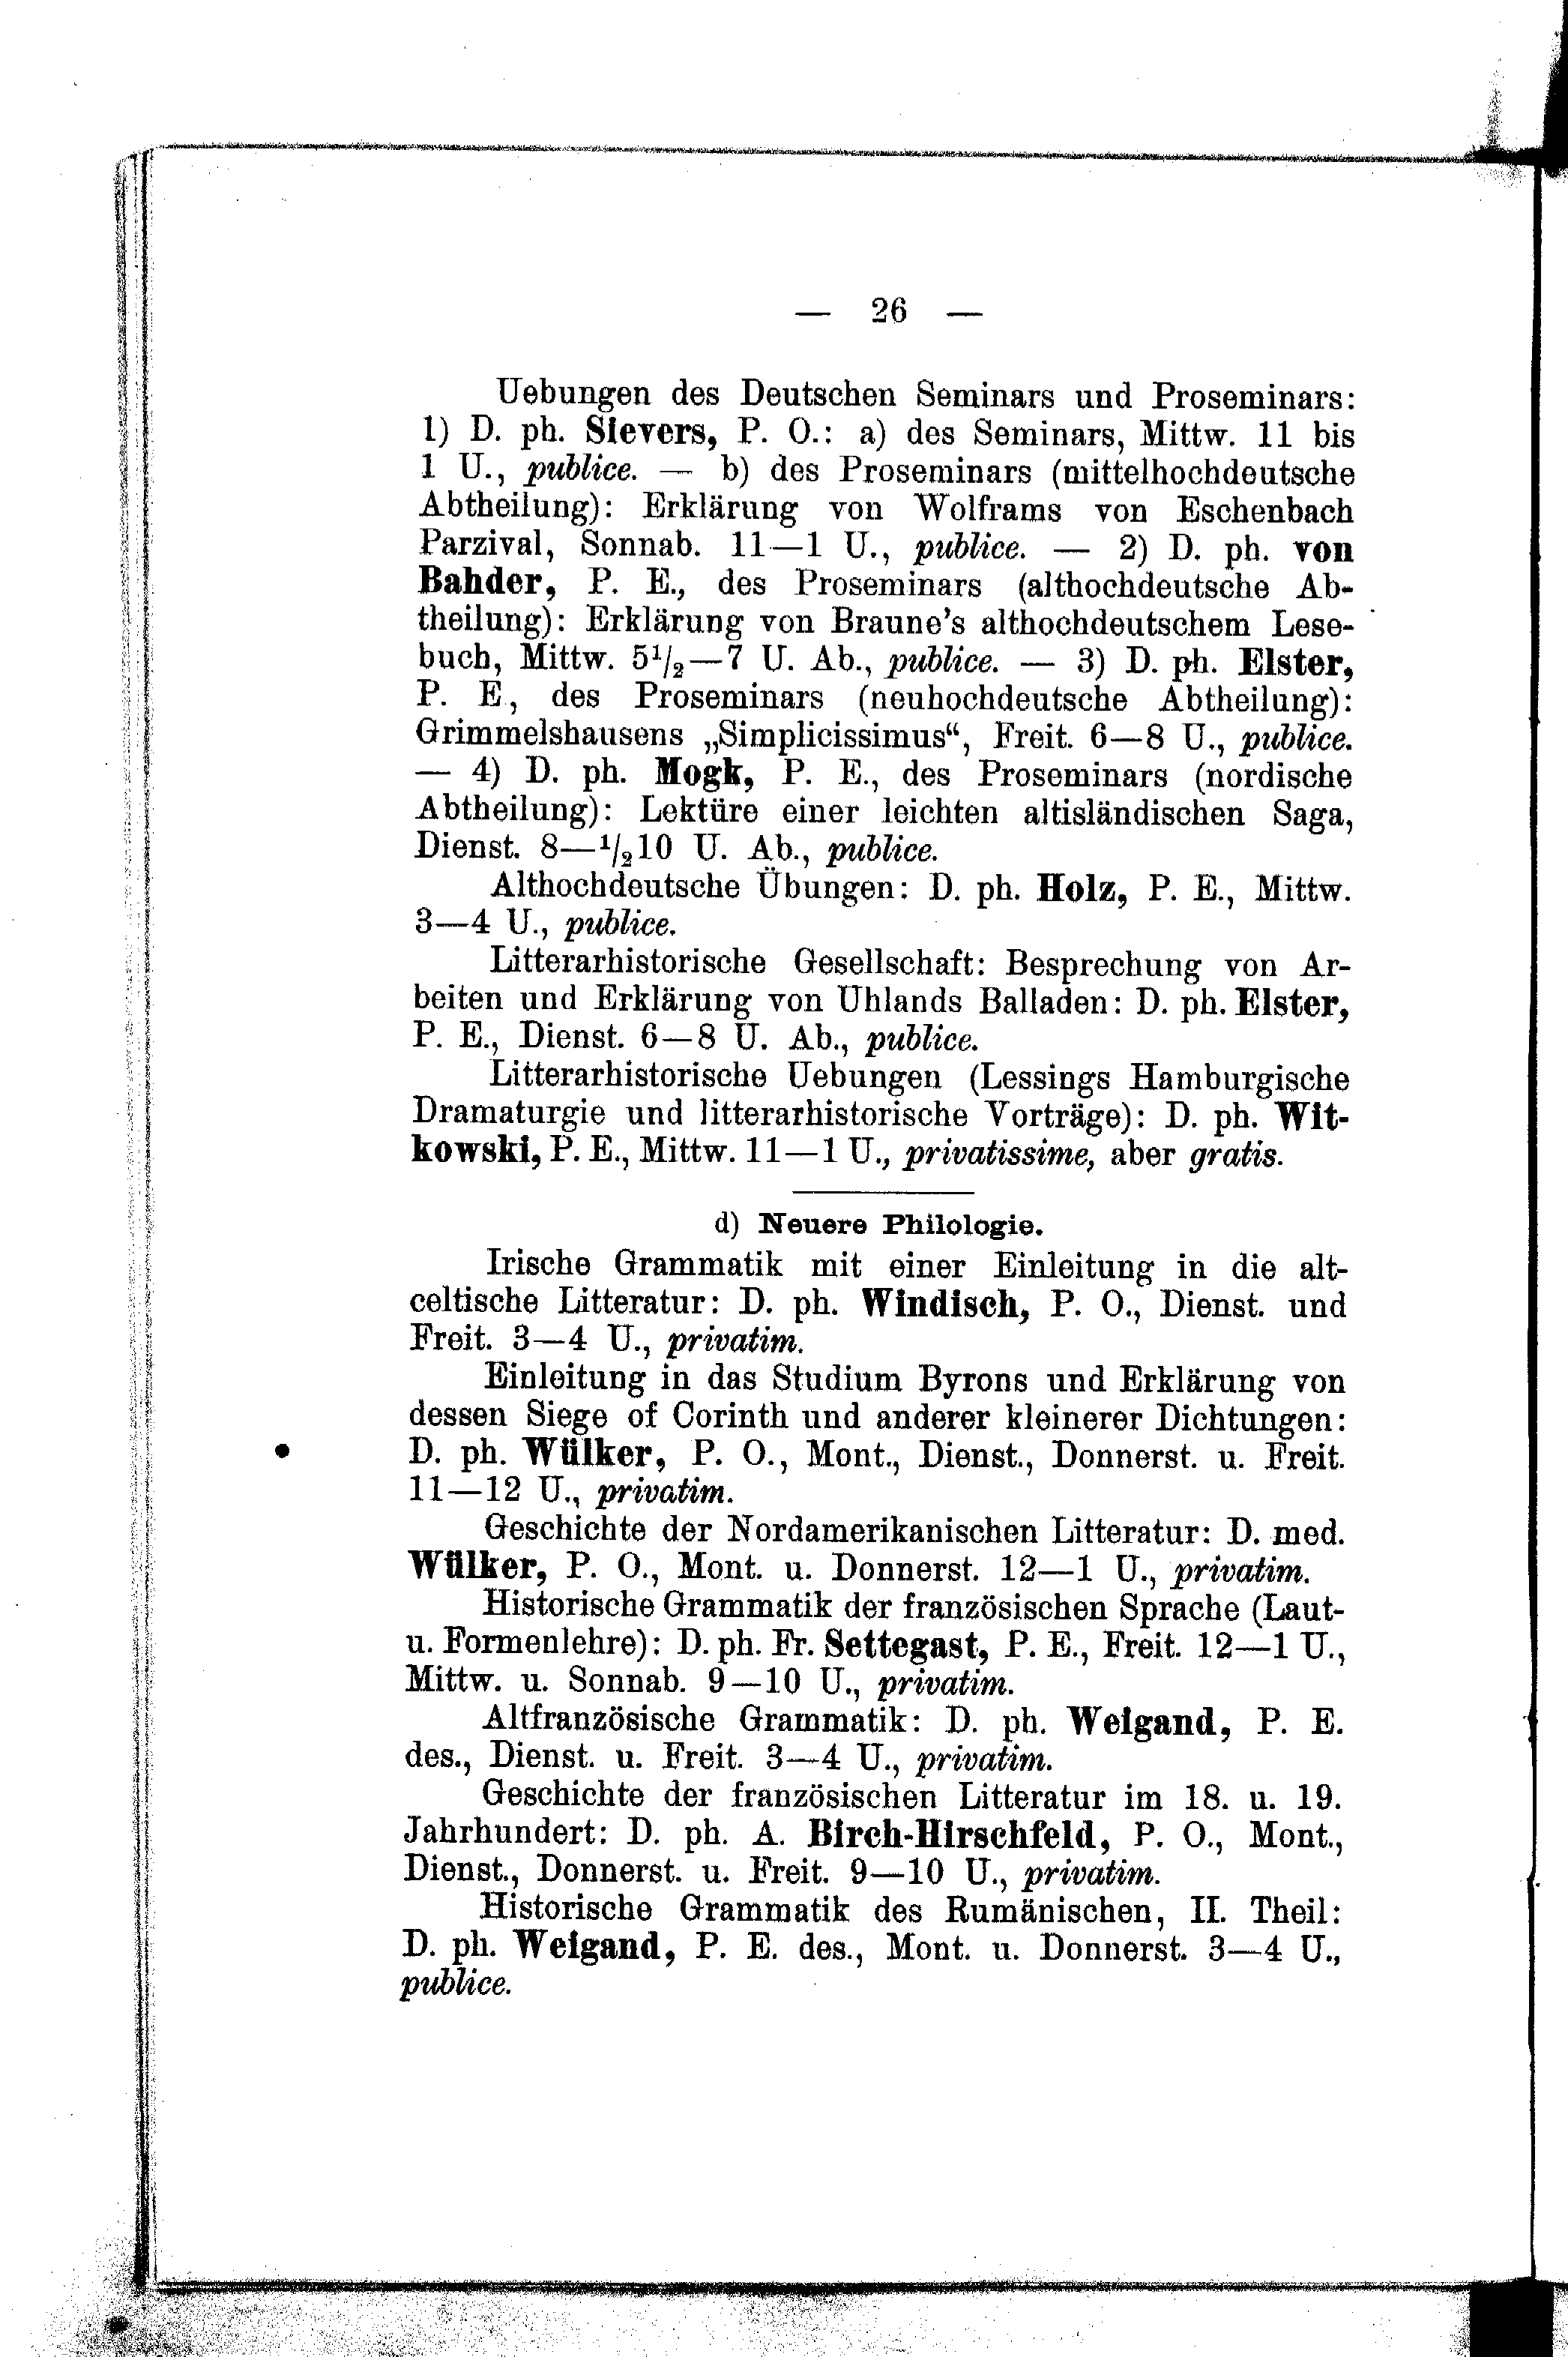 — 26 —
Uebungen des Deutschen Seminars und Proseminars:
1) D. ph. Sievers, P. O.: a) des Seminars, Mittw. 11 bis
1 U., publice. — b) des Proseminars (mittelhochdeutsche
Abtheilung): Erklärung von Wolframs von Eschenbach
Parzival, Sonnab. 11—1 U., publice. — 2) D. ph. von
Bahder, P. E., des Proseminars (althochdeutsche Ab-
theilung): Erklärung von Braune's althochdeutschem Lese-
buch, Mittw. 5½—7 U. Ab., publice. — 3) D. ph. Elster,
P. E, des Proseminars (neuhochdeutsche Abtheilung):
Grimmelshausens „Simplicissimus“, Freit. 6—8 U., publice.
— 4) D. ph. Mogk, P. E., des Proseminars (nordische
Abtheilung): Lektüre einer leichten altisländischen Saga,
Dienst. 8—½10 U. Ab., publice.
Althochdeutsche Übungen: D. ph. Holz, P. E., Mittw.
3—4 U., publice.
Litterarhistorische Gesellschaft: Besprechung von Ar-
beiten und Erklärung von Uhlands Balladen: D. ph. Elster,
P. E., Dienst. 6—8 U. Ab., publice.
Litterarhistorische Uebungen (Lessings Hamburgische
Dramaturgie und litterarhistorische Vorträge): D. ph. Wit-
kowski, P. E., Mittw. 11—1 U., privatissime, aber gratis.
d) Neuere Philologie.
Irische Grammatik mit einer Einleitung in die alt-
celtische Litteratur: D. ph. Windisch, P. O., Dienst. und
Freit. 3—4 U., privatim.
Einleitung in das Studium Byrons und Erklärung von
dessen Siege of Corinth und anderer kleinerer Dichtungen:
D. ph. Wülker, P. O., Mont., Dienst., Donnerst. u. Freit.
11—12 U., privatim.
Geschichte der Nordamerikanischen Litteratur: D. med.
Wülker, P. O., Mont. u. Donnerst. 12—1 U., privatim.
Historische Grammatik der französischen Sprache (Laut-
u. Formenlehre): D. ph. Fr. Settegast, P. E., Freit. 12—1 U.,
Mittw. u. Sonnab. 9—10 U., privatim.
Altfranzösische Grammatik: D. ph. Weigand, P. E.
des., Dienst. u. Freit. 3—4 U., privatim.
Geschichte der französischen Litteratur im 18. u. 19.
Jahrhundert: D. ph. A. Birch-Hirschfeld, P. O., Mont.,
Dienst., Donnerst. u. Freit. 9—10 U., privatim.
Historische Grammatik des Rumänischen, II. Theil:
D. ph. Weigand, P. E. des., Mont. u. Donnerst. 3—4 U.,
publice.